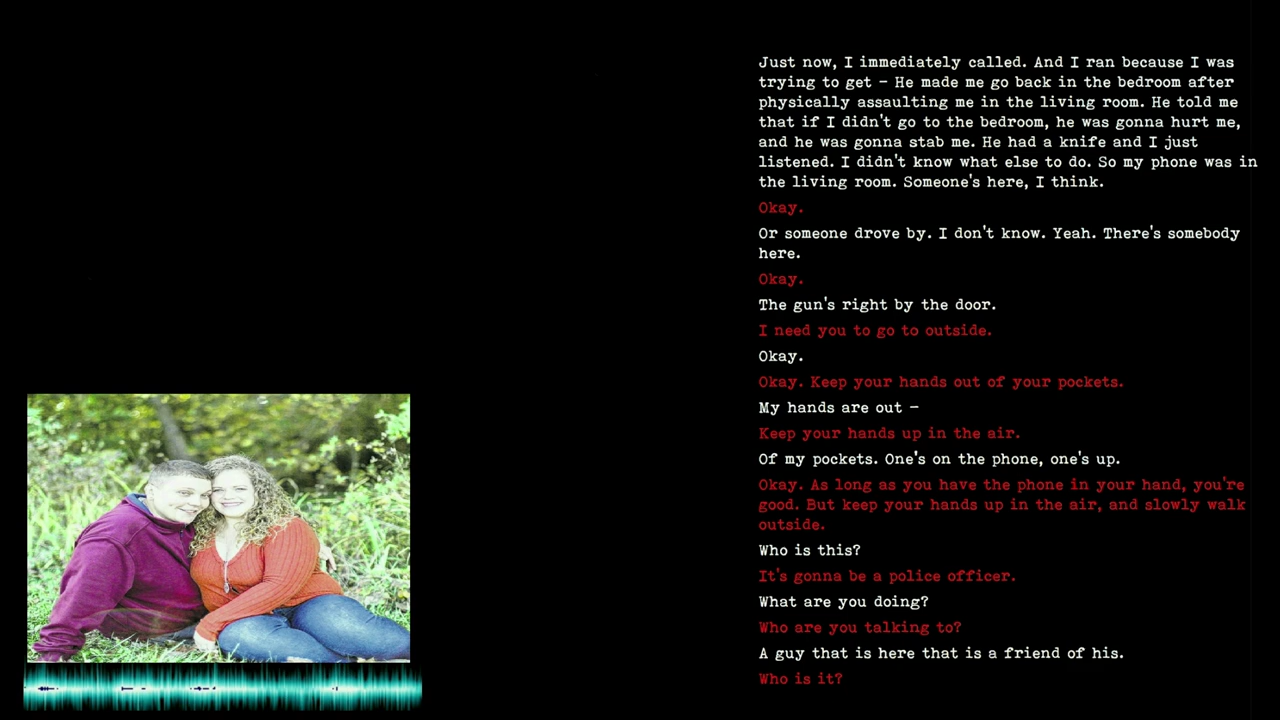 Just now, I immediately called. And I ran because I was
trying to get – He made me go back in the bedroom after
physically assaulting me in the living room. He told me
that if I didn't go to the bedroom, he was gonna hurt me,
and he was gonna stab me. He had a knife and I just
listened. I didn't know what else to do. So my phone was in
the living room. Someone's here, I think.
Okay.
Or someone drove by. I don't know. Yeah. There's somebody
here.
Okay.
The gun's right by the door.
I need you to go to outside.
Okay.
Okay. Keep your hands out of your pockets.
My hands are out –
Keep your hands up in the air.
Of my pockets. One's on the phone, one's up.
Okay. As long as you have the phone in your hand, you're
good. But keep your hands up in the air, and slowly walk
outside.
Who is this?
It's gonna be a police officer.
What are you doing?
Who are you talking to?
A guy that is here that is a friend of his.
Who is it?